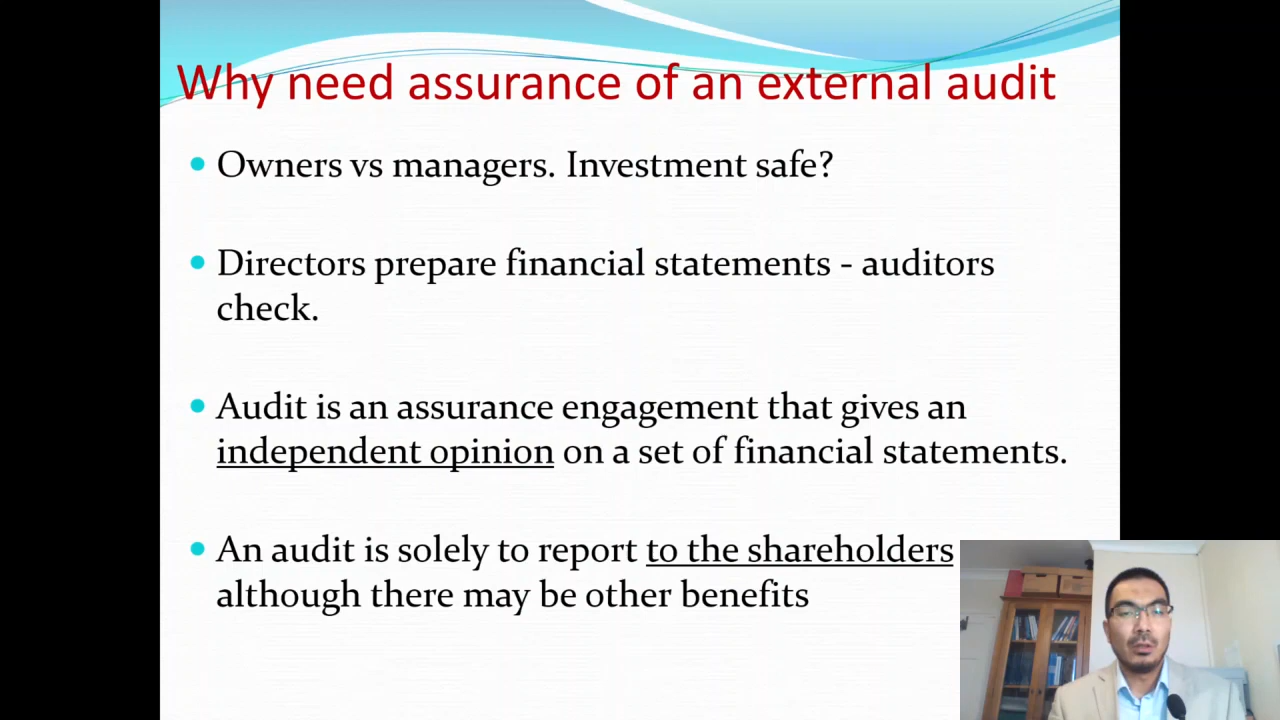 Why need assurance of an external audit
Owners vs managers. Investment safe?
Directors prepare financial statements - auditors
check.
Audit is an assurance engagement that gives an
independent opinion on a set of financial statements.
An audit is solely to report to the shareholders
although there may be other benefits